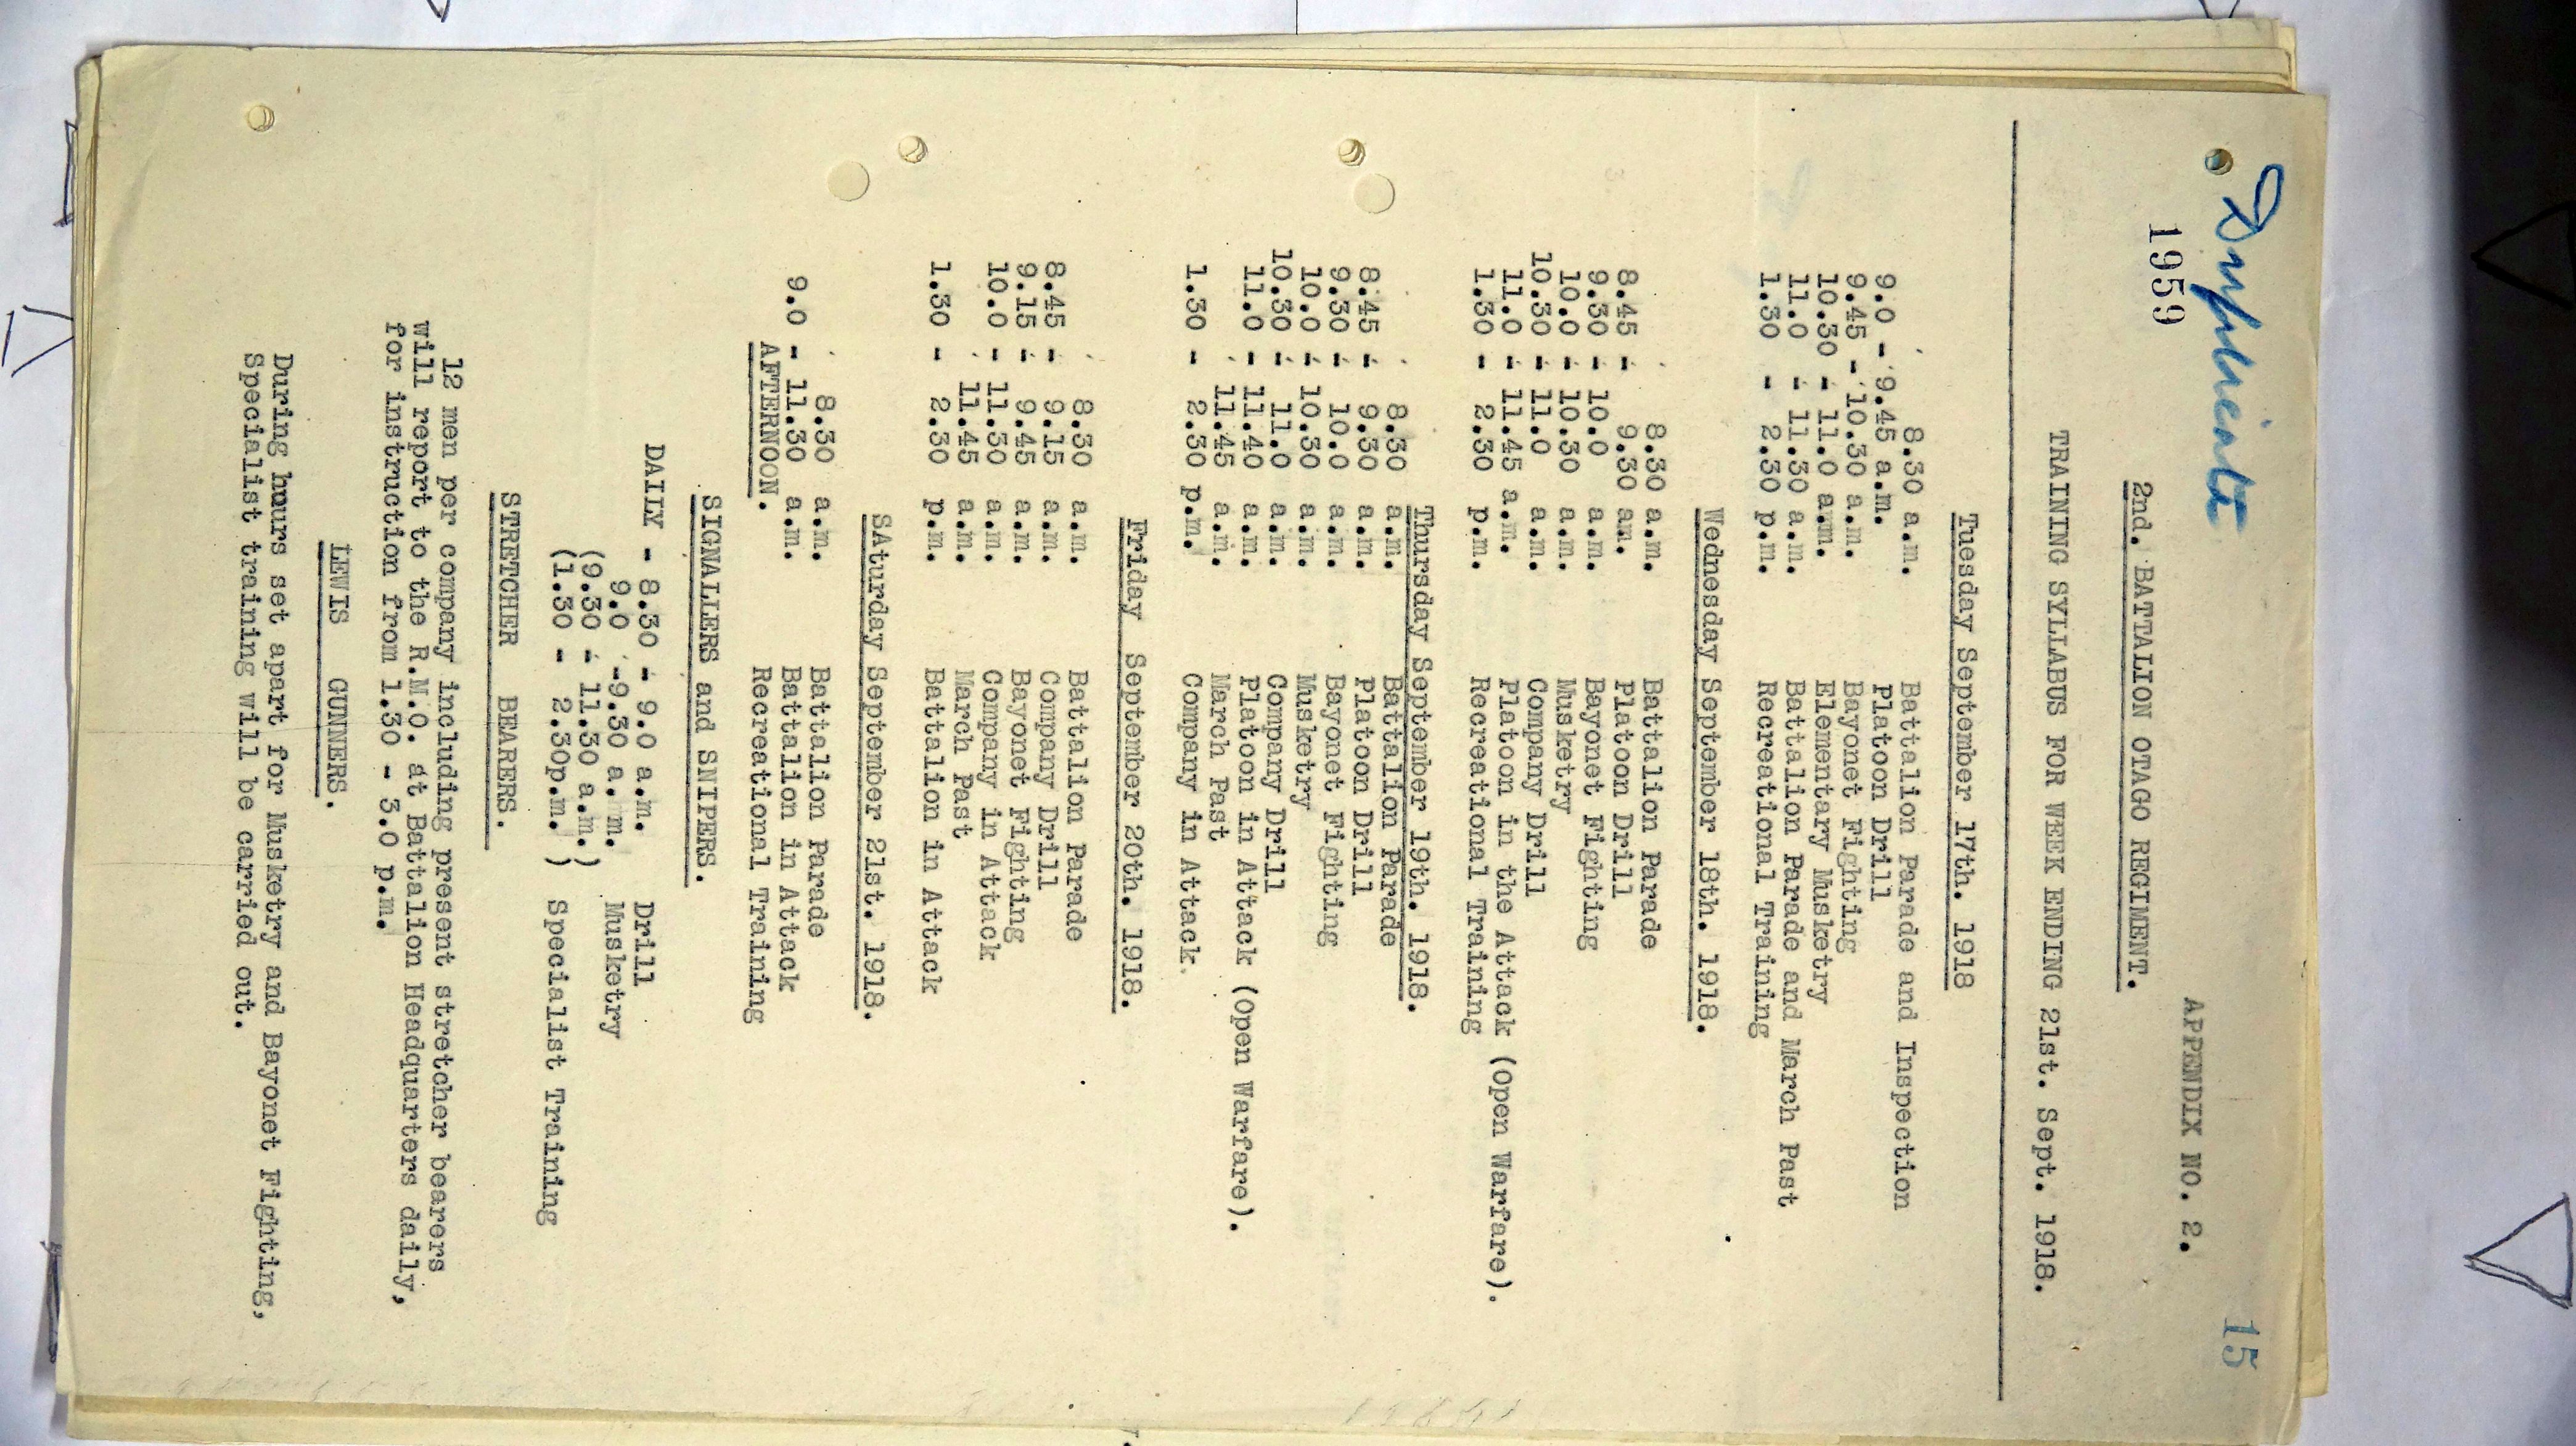 Duplicate
15
1959
APPENDIX NO. 2.
2nd. BATTALION OTAGO REGIMENT.
TRAINING SYLLABUS FOR WEEK ENDING 21st. Sept. 1918.
Tuesday September 17th. 1918
8.30 a.m. Battalion Parade and Inspection
9.0 - 9.45 a.m. Platoon Drill
9.45 - 10.30 a.m. Bayonet Fighting
10.30 - 11.0 a.m. Elementary Musketry
11.0 - 11.30 a.m. Battalion Parade and March Past
1.30 - 2.30 p.m. Recreational Training
Wednesday September 18th. 1918.
8.30 a.m. Battalion Parade
8.45 - 9.30 am. Platoon Drill
9.30 - 10.0 a.m. Bayonet Fighting
10.0 - 10.30 a.m. Musketry
10.30 - 11.0 a.m. Company Drill
11.0 - 11.45 a.m. Platoon in the Attack (Open Warfare).
1.30 - 2.30 p.m. Recreational Training
Thursday September 19th. 1918.
8.30 a.m. Battalion Parade
8.45 - 9.30 a.m. Platoon Drill
9.30 - 10.0 a.m. Bayonet Fighting
10.0 - 10.30 a.m. Musketry
10.30 - 11.0 a.m. Company Drill
11.0 - 11.40 a.m. Platoon in Attack (Open Warfare).
11.45 a.m. March Past
1.30 - 2.30 p.m. Company in Attack.
Friday September 20th. 1918.
8.30 a.m. Battalion Parade
8.45 - 9.15 a.m. Company Drill
9.15 - 9.45 a.m. Bayonet Fighting
10.0 - 11.30 a.m. Company in Attack
11.45 a.m. March Past
1.30 - 2.30 p.m. Battalion in Attack
SAturday September 21st. 1918.
8.30 a.m. Battalion Parade
9.0 - 11.30 a.m. Battalion in Attack
AFTERNOON. Recreational Training
SIGNALLERS and SNIPERS.
DAILY - 8.30 - 9.0 a.m. Drill
9.0 -9.30 a.m. Musketry
(9.30 - 11.30 a.m.)
(1.30 - 2.30p.m. ) Specialist Training
STRETCHER BEARERS.
12 men per company including present stretcher bearers
will report to the R.M.O. at Battalion Headquarters daily,
for instruction from 1.30 - 3.0 p.m.
LEWIS GUNNERS.
During hours set apart for Musketry and Bayonet Fighting,
Specialist training will be carried out.